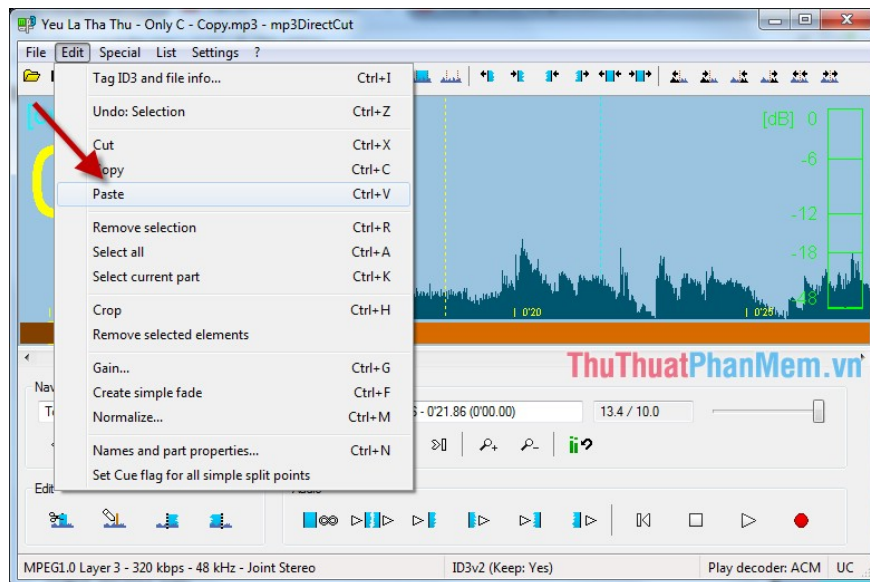 Yeu La Tha Thu - Only C - Copy.mp3 - mp3DirectCut
File Edit Special List Settings ?
Tag ID3 and file info... Ctrl+I
Undo: Selection Ctrl+Z
Cut Ctrl+X
Copy Ctrl+C
Paste Ctrl+V
Remove selection Ctrl+R
Select all Ctrl+A
Select current part Ctrl+K
Crop Ctrl+H
Remove selected elements
Gain... Ctrl+G
Create simple fade Ctrl+F
Normalize... Ctrl+M
Names and part properties... Ctrl+N
Set Cue flag for all simple split points
[dB] 0
-6
-12
-18
-48
0'20
0'25
ThuThuatPhanMem.vn
Nav
- 0'21.86 (0'00.00)
13.4 / 10.0
Edit
Audio
MPEG1.0 Layer 3 - 320 kbps - 48 kHz - Joint Stereo
ID3v2 (Keep: Yes)
Play decoder: ACM
UC